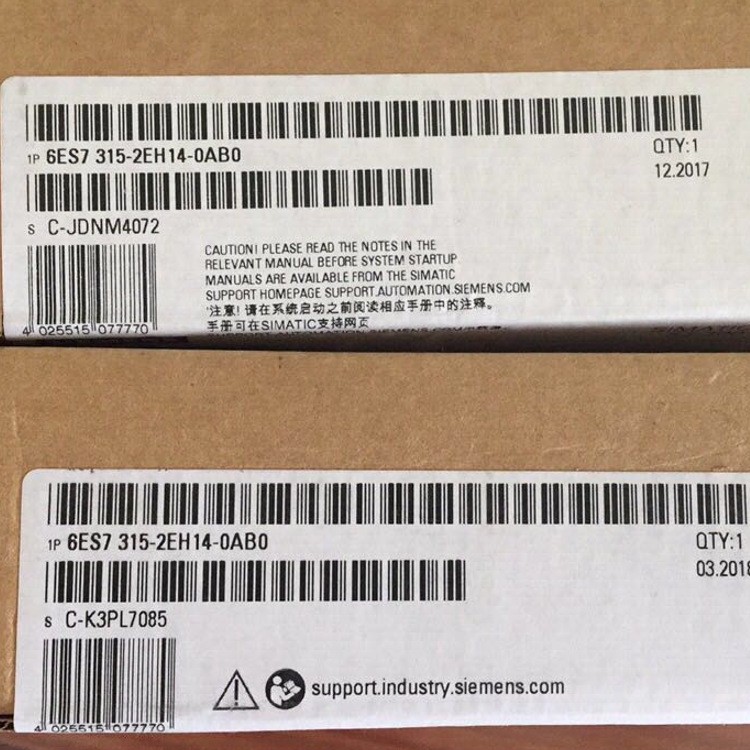 1P 6ES7 315-2EH14-0AB0
QTY:1
12.2017
S C-JDNM4072
CAUTION! PLEASE READ THE NOTES IN THE
RELEVANT MANUAL BEFORE SYSTEM STARTUP.
MANUALS ARE AVAILABLE FROM THE SIMATIC
SUPPORT HOMEPAGE SUPPORT.AUTOMATION.SIEMENS.COM
注意! 请在系统启动之前阅读相应手册中的注释。
手册可在SIMATIC支持网页
SUPPORT.AUTOMATION.SIEMENS.COM
4 025515 077770
1P 6ES7 315-2EH14-0AB0
QTY:1
03.2018
S C-K3PL7085
support.industry.siemens.com
4 025515 077770